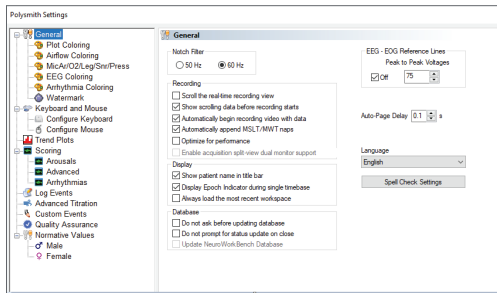 Polysmith Settings
General
Plot Coloring
Airflow Coloring
MicAr/O2/Leg/Snr/Press
EEG Coloring
Arrhythmia Coloring
Watermark
Keyboard and Mouse
Configure Keyboard
Configure Mouse
Trend Plots
Scoring
Arousals
Advanced
Arrhythmias
Log Events
Advanced Titration
Custom Events
Quality Assurance
Normative Values
Male
Female
General
Notch Filter
50 Hz 60 Hz
Recording
Scroll the real-time recording view
Show scrolling data before recording starts
Automatically begin recording video with data
Automatically append MSLT/MWT naps
Optimize for performance
Enable acquisition split-view dual monitor support
Display
Show patient name in title bar
Display Epoch Indicator during single timebase
Always load the most recent workspace
Database
Do not ask before updating database
Do not prompt for status update on close
Update NeuroWorkBench Database
EEG - EOG Reference Lines
Peak to Peak Voltages
Off 75
Auto-Page Delay 0.1 s
Language
English
Spell Check Settings